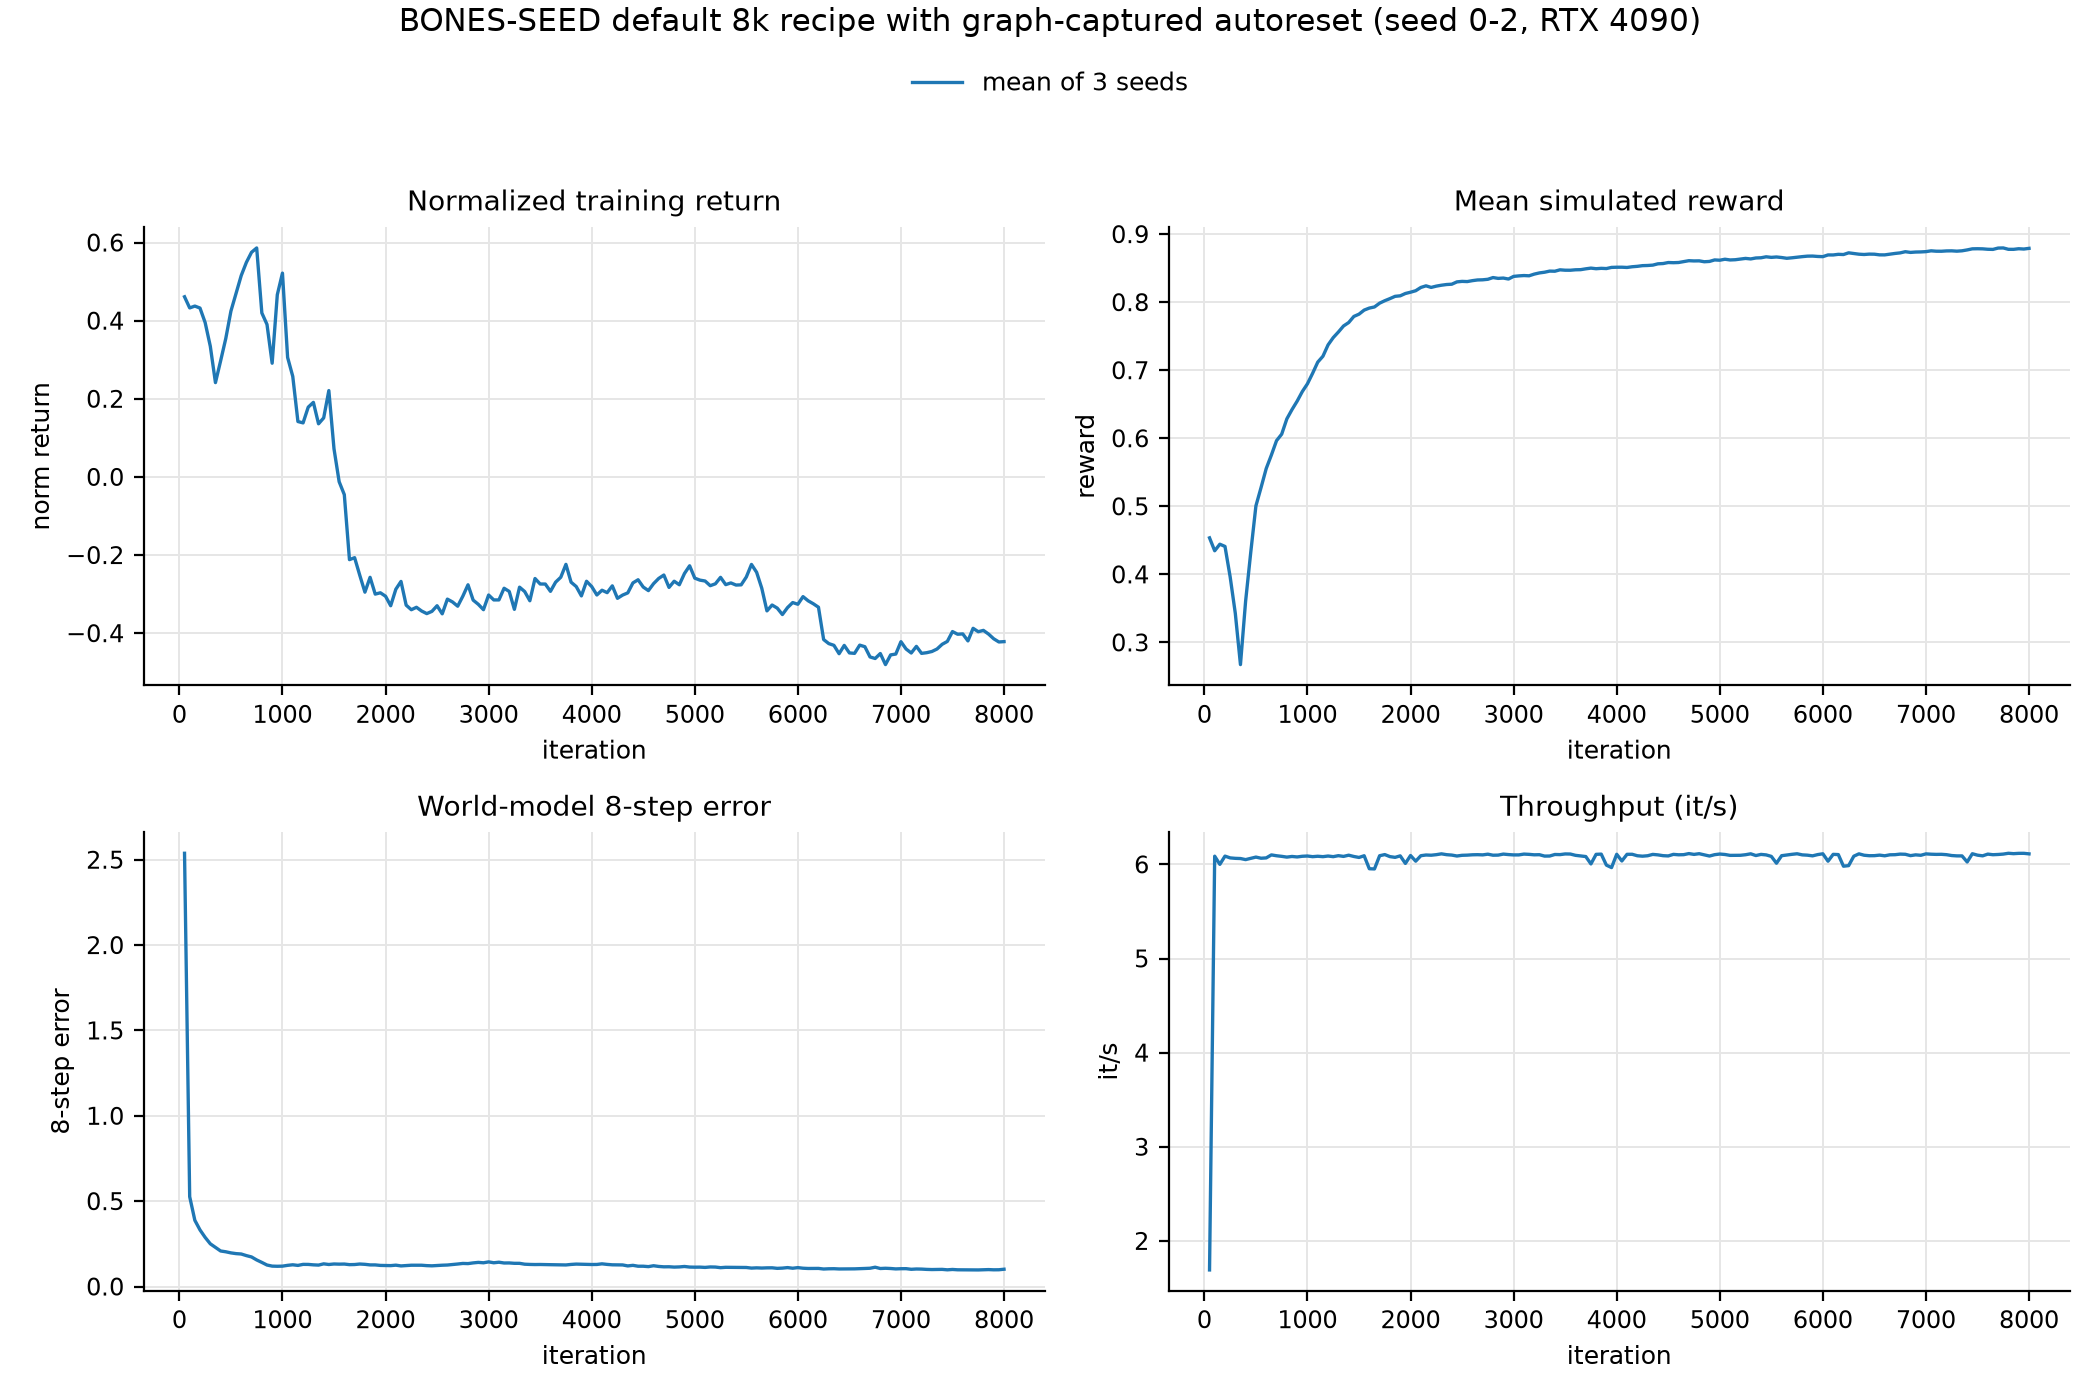 BONES-SEED default 8k recipe with graph-captured autoreset (seed 0-2, RTX 4090)
mean of 3 seeds
Normalized training return
norm return
0.6
0.4
0.2
0.0
−0.2
−0.4
0 1000 2000 3000 4000 5000 6000 7000 8000
iteration
Mean simulated reward
reward
0.9
0.8
0.7
0.6
0.5
0.4
0.3
0 1000 2000 3000 4000 5000 6000 7000 8000
iteration
World-model 8-step error
8-step error
2.5
2.0
1.5
1.0
0.5
0.0
0 1000 2000 3000 4000 5000 6000 7000 8000
iteration
Throughput (it/s)
it/s
6
5
4
3
2
0 1000 2000 3000 4000 5000 6000 7000 8000
iteration